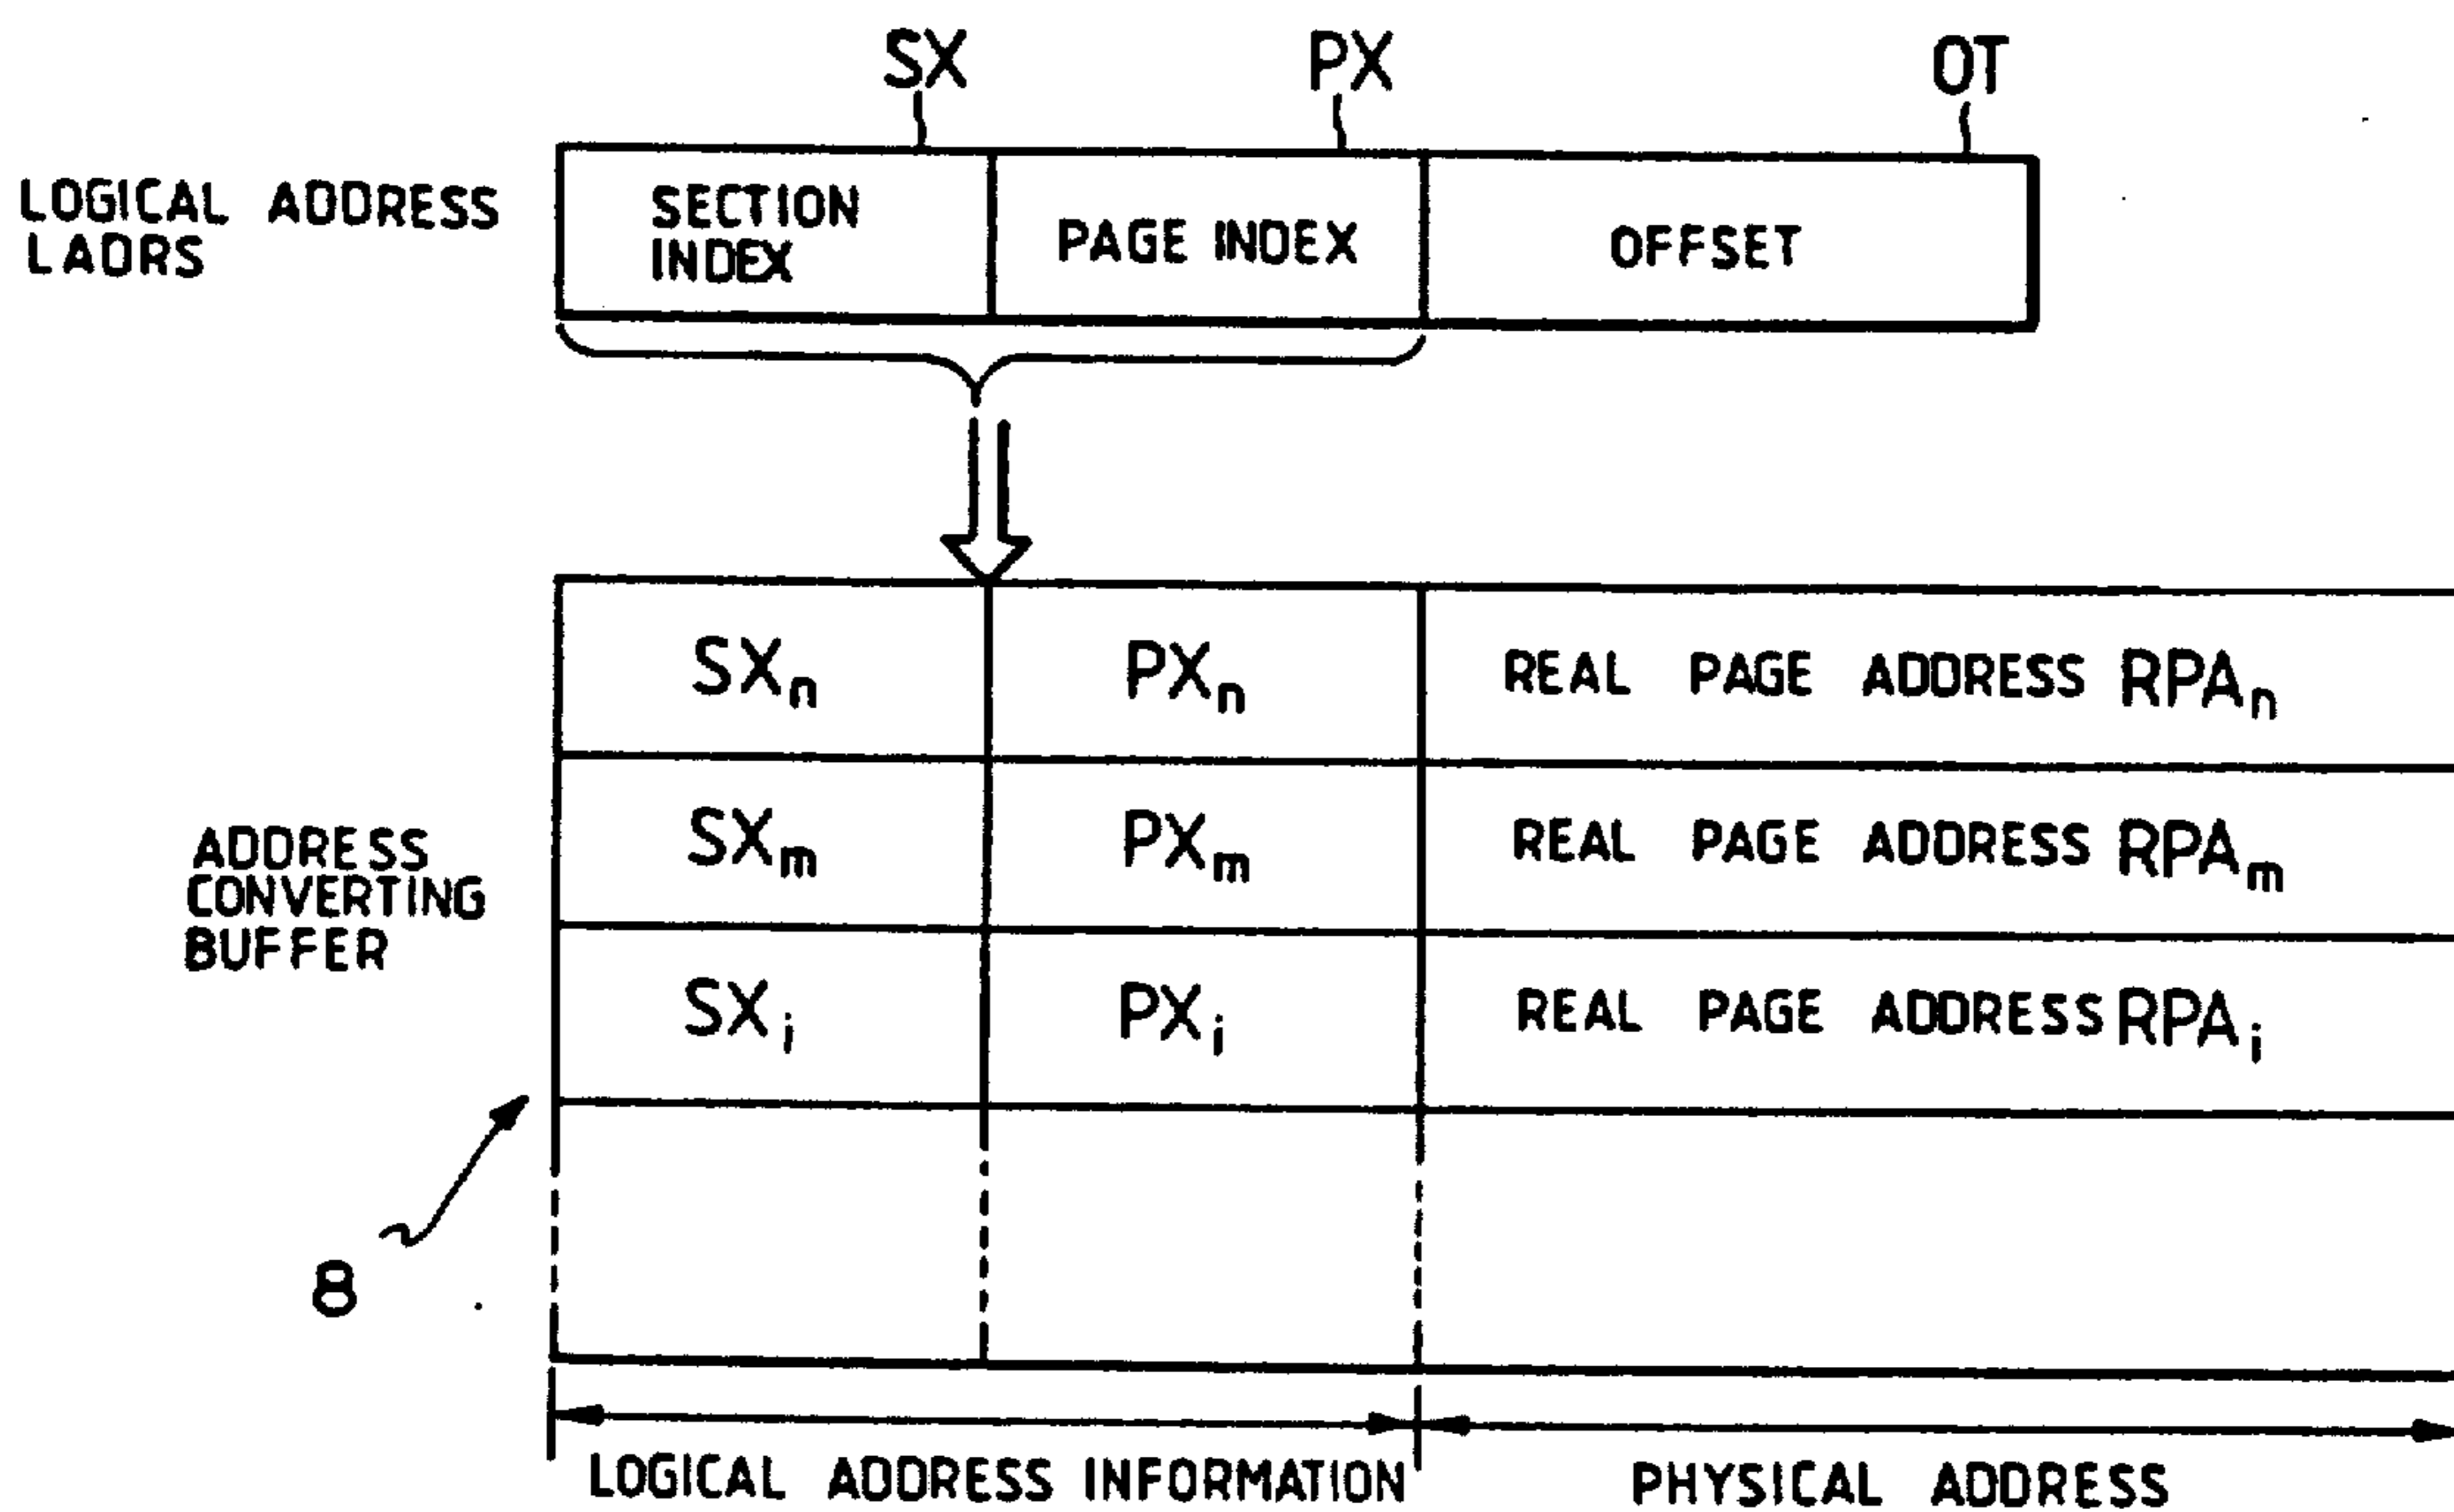 SX PX OT
LOGICAL ADDRESS
LADRS
SECTION
INDEX
PAGE INDEX
OFFSET
SXn PXn REAL PAGE ADDRESS RPAn
SXm PXm REAL PAGE ADDRESS RPAm
ADDRESS
CONVERTING
BUFFER
SXi PXi REAL PAGE ADDRESS RPAi
8
LOGICAL ADDRESS INFORMATION PHYSICAL ADDRESS